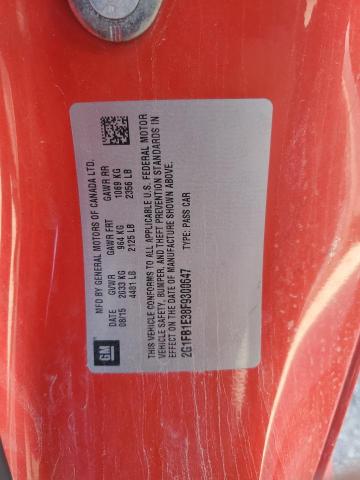 MFD BY GENERAL MOTORS OF CANADA LTD.
DATE GVWR GAWR FRT GAWR RR
08/15 2033 KG 964 KG 1069 KG
4481 LB 2125 LB 2356 LB
THIS VEHICLE CONFORMS TO ALL APPLICABLE U.S. FEDERAL MOTOR
VEHICLE SAFETY, BUMPER, AND THEFT PREVENTION STANDARDS IN
EFFECT ON THE DATE OF MANUFACTURE SHOWN ABOVE.
2G1FB1E38F9300547 TYPE: PASS CAR
GM